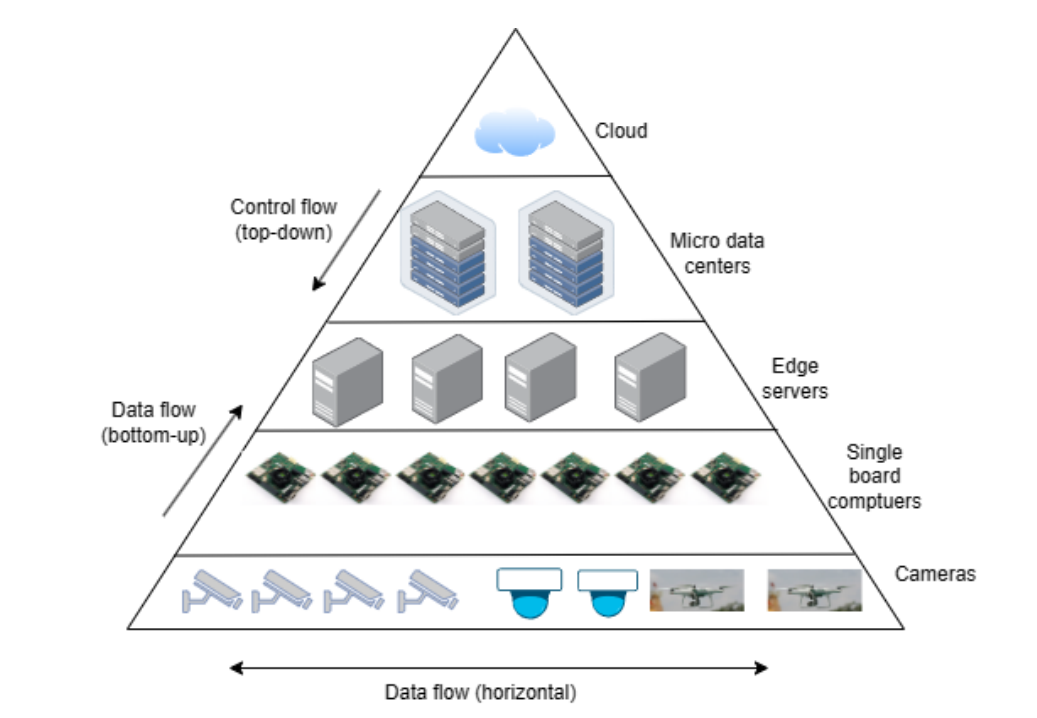 Cloud
Control flow
(top-down)
Micro data
centers
Edge
servers
Data flow
(bottom-up)
Single
board
comptuers
Cameras
Data flow (horizontal)